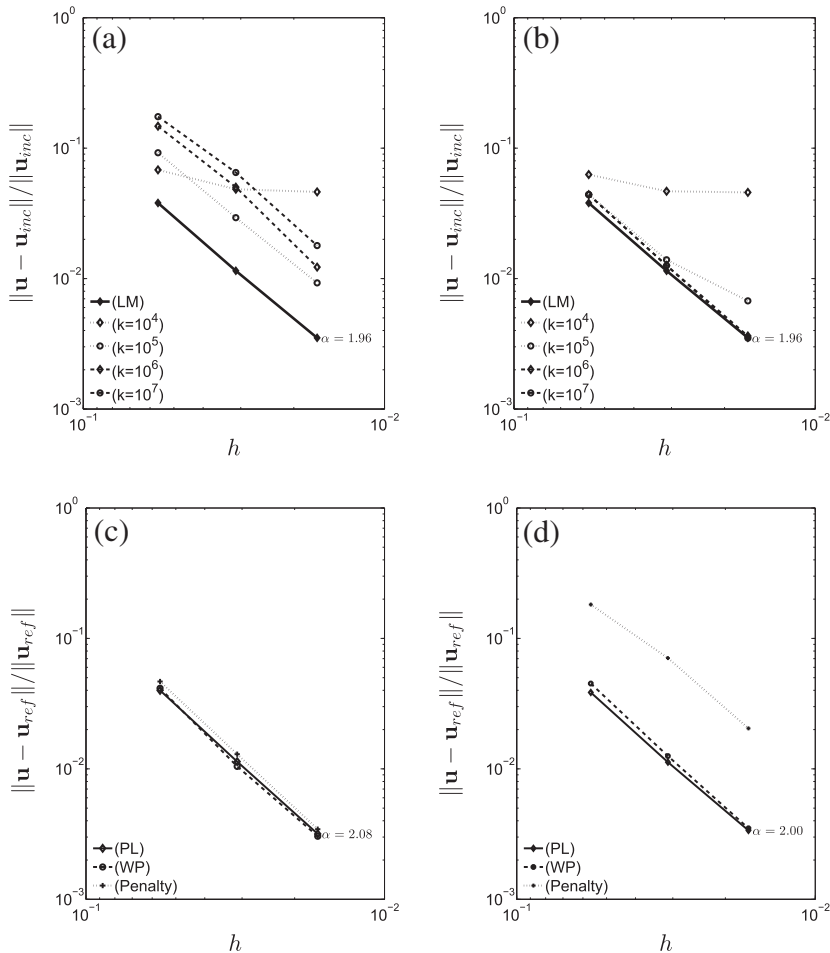 (a)
10^0
10^-1
10^-2
10^-3
||u − u_inc||/||u_inc||
(LM)
(k=10^4)
(k=10^5)
(k=10^6)
(k=10^7)
α = 1.96
10^-1
10^-2
h
(b)
10^0
10^-1
10^-2
10^-3
||u − u_inc||/||u_inc||
(LM)
(k=10^4)
(k=10^5)
(k=10^6)
(k=10^7)
α = 1.96
10^-1
10^-2
h
(c)
10^0
10^-1
10^-2
10^-3
||u − u_ref||/||u_ref||
(PL)
(WP)
(Penalty)
α = 2.08
10^-1
10^-2
h
(d)
10^0
10^-1
10^-2
10^-3
||u − u_ref||/||u_ref||
(PL)
(WP)
(Penalty)
α = 2.00
10^-1
10^-2
h